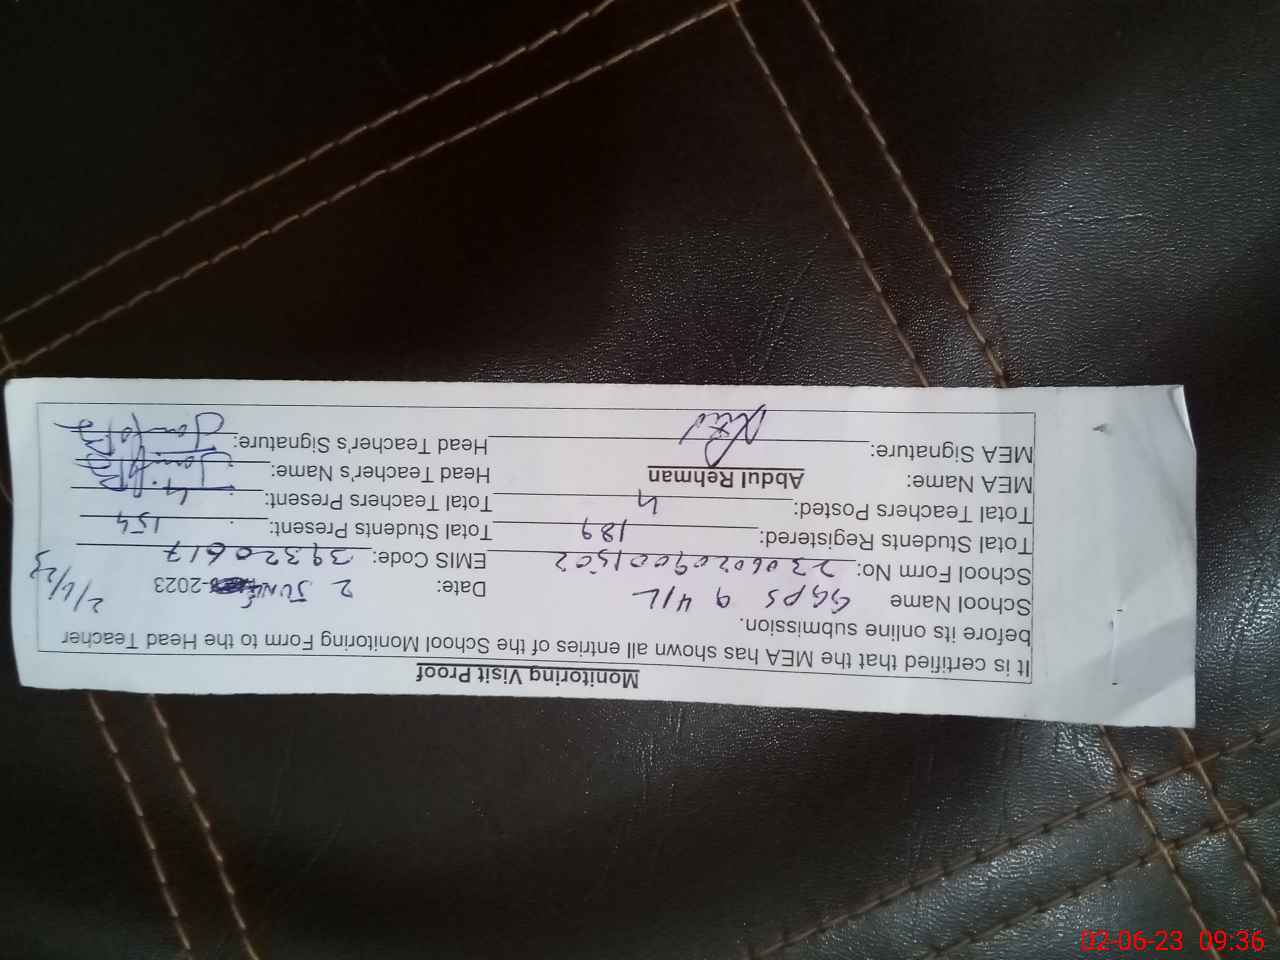 Monitoring Visit Proof
It is certified that the MEA has shown all entries of the School Monitoring Form to the Head Teacher
before its online submission.
School Name GGPS 9 4/L Date: 2 JUNE -2023 2/6/23
School Form No: 23060209001502 EMIS Code: 39320617
Total Students Registered: 189 Total Students Present: 154
Total Teachers Posted: 4 Total Teachers Present: 4
MEA Name: Abdul Rehman Head Teacher's Name:
MEA Signature: Head Teacher's Signature:
02-06-23 09:36